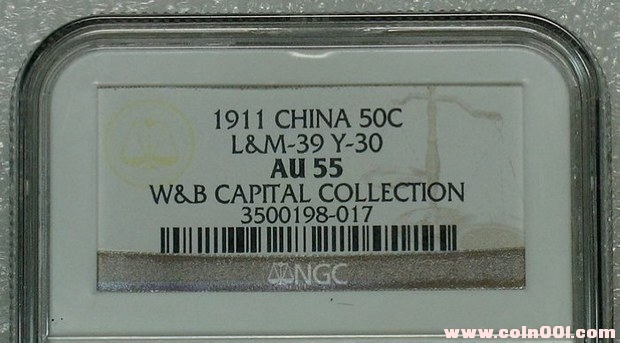 1911 CHINA 50C
L&M-39 Y-30
AU 55
W&B CAPITAL COLLECTION
3500198-017
NGC
www.coin001.com